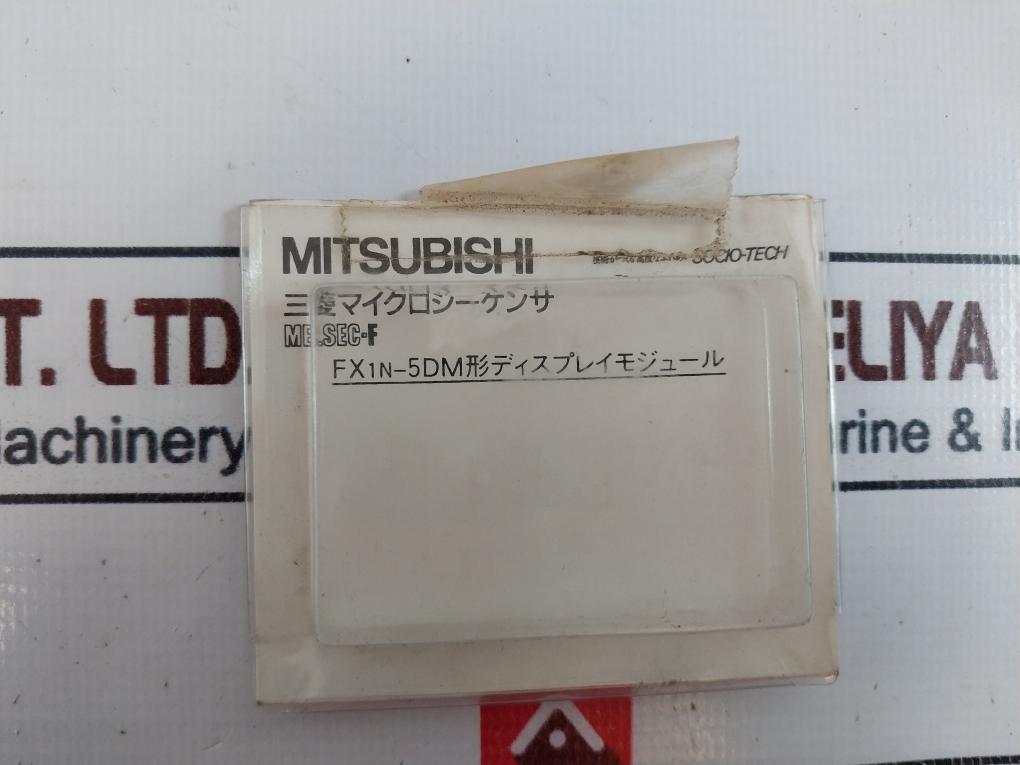 MITSUBISHI SOCIO-TECH
三菱マイクロシーケンサ
MELSEC-F
FX1N-5DM形ディスプレイモジュール
T. LTD. ELIYA
achinery rine & I